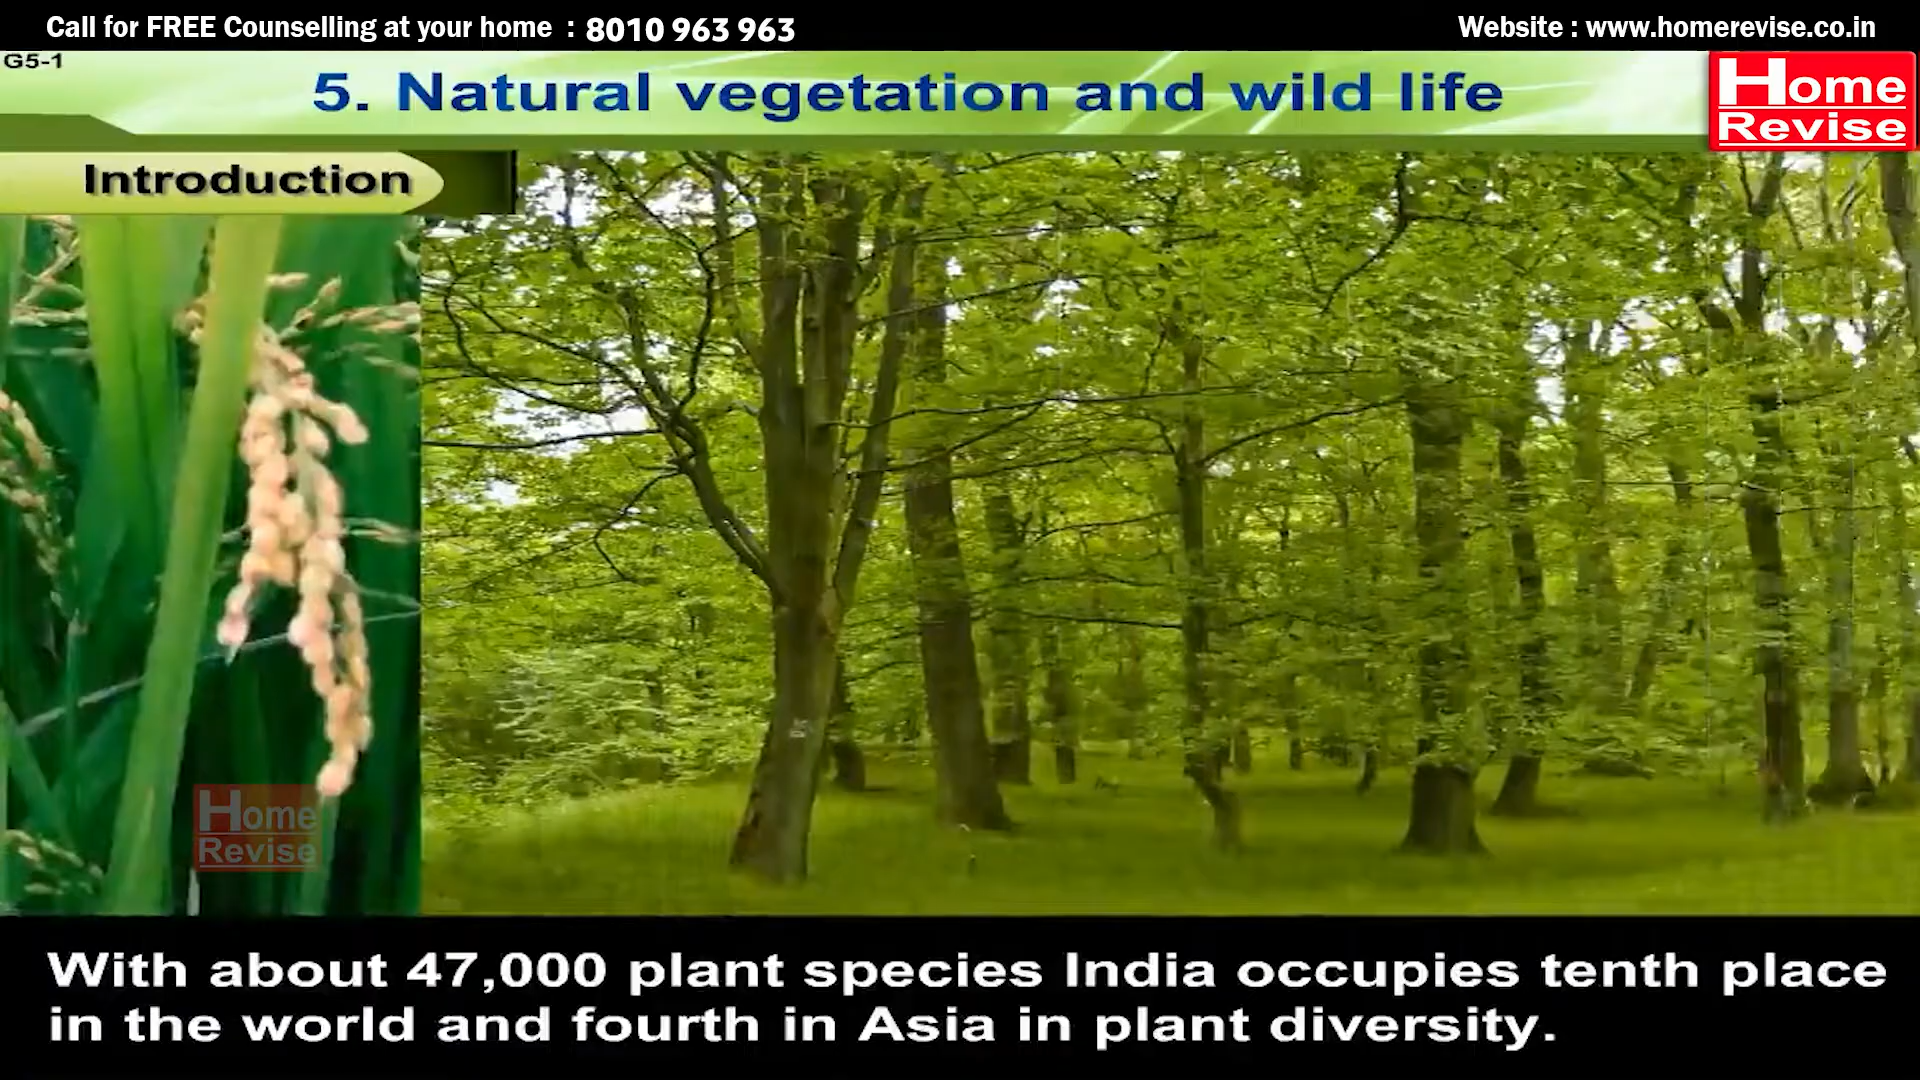 Call for FREE Counselling at your home : 8010 963 963
Website : www.homerevise.co.in
G5-1
5. Natural vegetation and wild life
Home
Revise
Introduction
Home
Revise
With about 47,000 plant species India occupies tenth place
in the world and fourth in Asia in plant diversity.